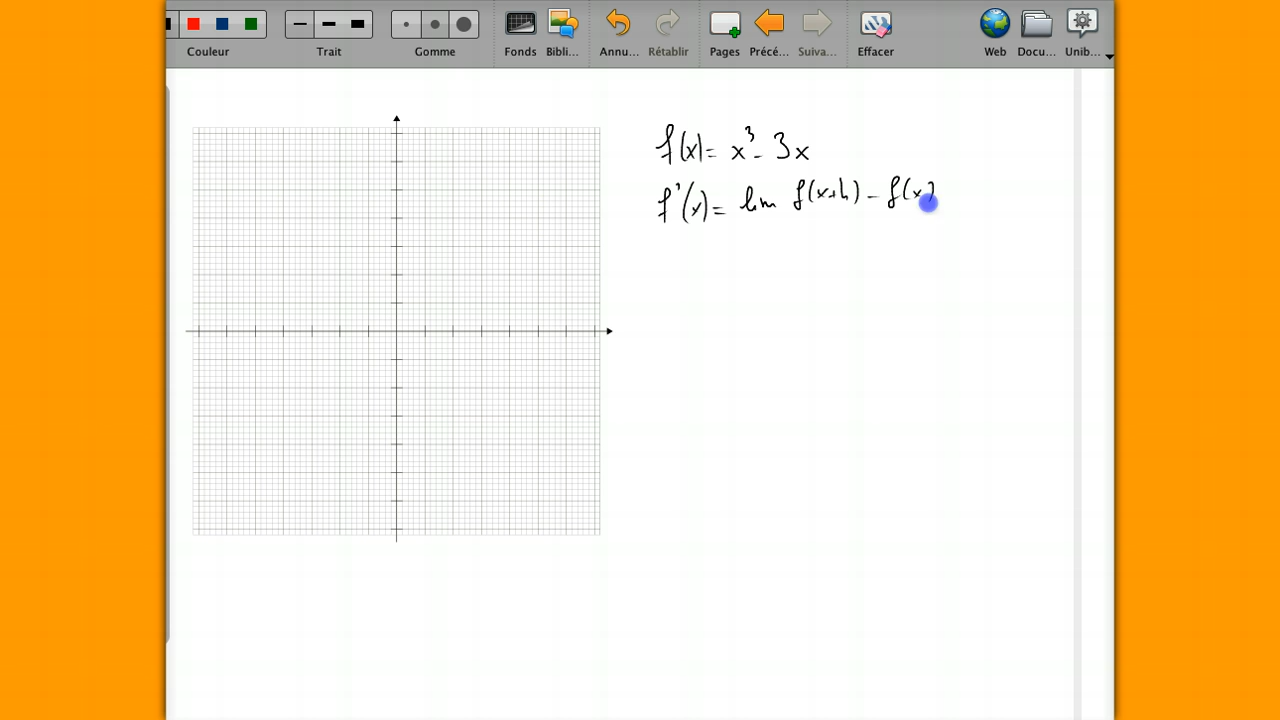 Couleur Trait Gomme Fonds Bibli... Annu... Rétablir Pages Précé... Suiva... Effacer Web Docu... Unib...
f(x)= x³- 3x
f'(x)= lim f(x+h) - f(x)